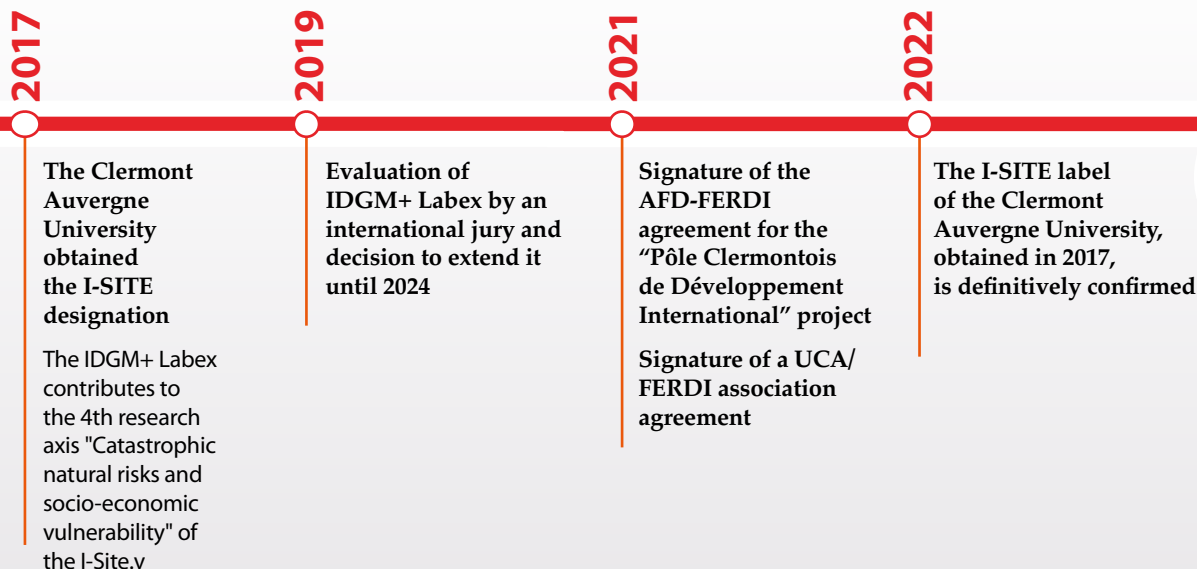 2017
The Clermont
Auvergne
University
obtained
the I-SITE
designation
The IDGM+ Labex
contributes to
the 4th research
axis "Catastrophic
natural risks and
socio-economic
vulnerability" of
the I-Site.v
2019
Evaluation of
IDGM+ Labex by an
international jury and
decision to extend it
until 2024
2021
Signature of the
AFD-FERDI
agreement for the
“Pôle Clermontois
de Développement
International” project
Signature of a UCA/
FERDI association
agreement
2022
The I-SITE label
of the Clermont
Auvergne University,
obtained in 2017,
is definitively confirmed